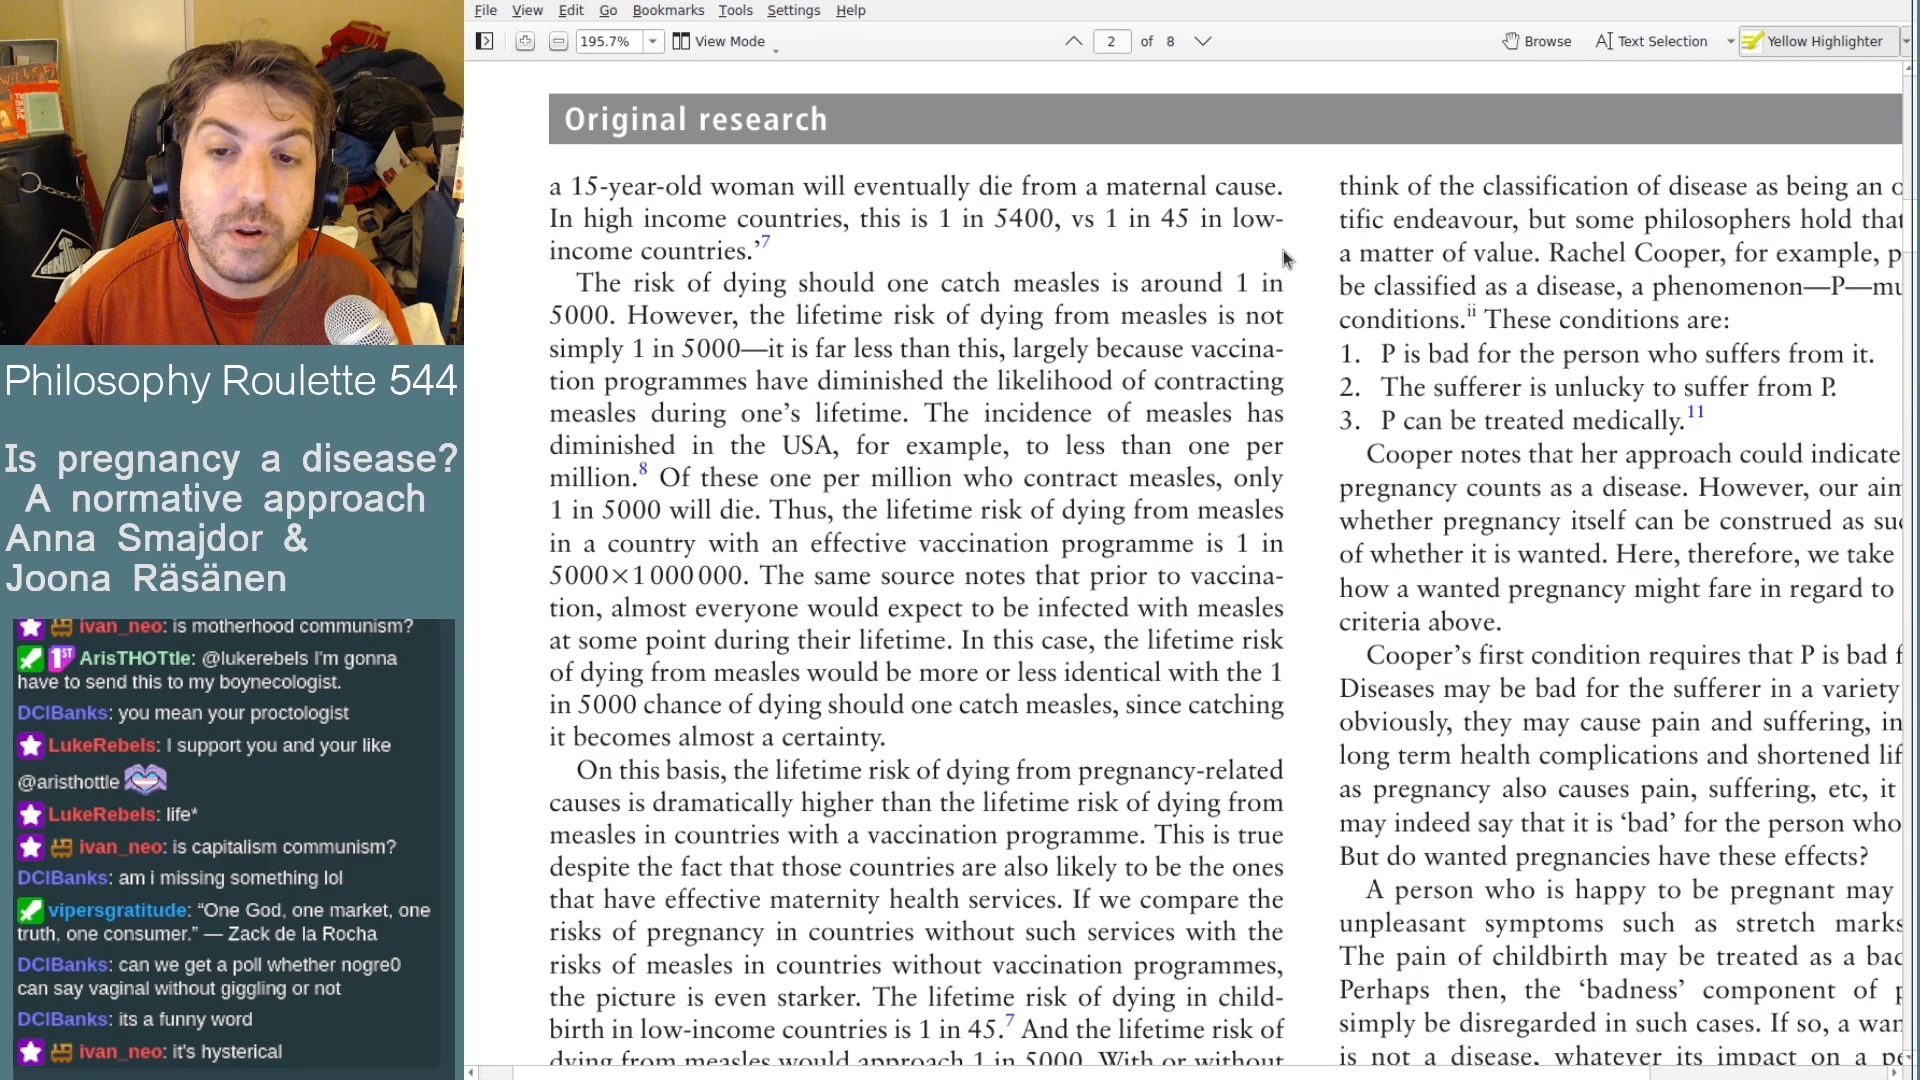 File View Edit Go Bookmarks Tools Settings Help
195.7% View Mode 2 of 8 Browse Text Selection Yellow Highlighter
Original research
a 15-year-old woman will eventually die from a maternal cause.
In high income countries, this is 1 in 5400, vs 1 in 45 in low-
income countries.’7
The risk of dying should one catch measles is around 1 in
5000. However, the lifetime risk of dying from measles is not
simply 1 in 5000—it is far less than this, largely because vaccina-
tion programmes have diminished the likelihood of contracting
measles during one’s lifetime. The incidence of measles has
diminished in the USA, for example, to less than one per
million.8 Of these one per million who contract measles, only
1 in 5000 will die. Thus, the lifetime risk of dying from measles
in a country with an effective vaccination programme is 1 in
5000×1 000 000. The same source notes that prior to vaccina-
tion, almost everyone would expect to be infected with measles
at some point during their lifetime. In this case, the lifetime risk
of dying from measles would be more or less identical with the 1
in 5000 chance of dying should one catch measles, since catching
it becomes almost a certainty.
On this basis, the lifetime risk of dying from pregnancy-related
causes is dramatically higher than the lifetime risk of dying from
measles in countries with a vaccination programme. This is true
despite the fact that those countries are also likely to be the ones
that have effective maternity health services. If we compare the
risks of pregnancy in countries without such services with the
risks of measles in countries without vaccination programmes,
the picture is even starker. The lifetime risk of dying in child-
birth in low-income countries is 1 in 45.7 And the lifetime risk of
dying from measles would approach 1 in 5000. With or without
think of the classification of disease as being an
tific endeavour, but some philosophers hold that
a matter of value. Rachel Cooper, for example,
be classified as a disease, a phenomenon—P—
conditions.ii These conditions are:
1. P is bad for the person who suffers from it.
2. The sufferer is unlucky to suffer from P.
3. P can be treated medically.11
Cooper notes that her approach could indicate
pregnancy counts as a disease. However, our aim
whether pregnancy itself can be construed as
of whether it is wanted. Here, therefore, we take
how a wanted pregnancy might fare in regard to
criteria above.
Cooper’s first condition requires that P is bad
Diseases may be bad for the sufferer in a variety
obviously, they may cause pain and suffering, in
long term health complications and shortened
as pregnancy also causes pain, suffering, etc, it
may indeed say that it is ‘bad’ for the person who
But do wanted pregnancies have these effects?
A person who is happy to be pregnant may
unpleasant symptoms such as stretch marks
The pain of childbirth may be treated as a
Perhaps then, the ‘badness’ component of
simply be disregarded in such cases. If so, a
is not a disease, whatever its impact on a
Philosophy Roulette 544
Is pregnancy a disease?
A normative approach
Anna Smajdor &
Joona Räsänen
ivan_neo: is motherhood communism?
1ST ArisTHOTtle: @lukerebels I'm gonna
have to send this to my boynecologist.
DCIBanks: you mean your proctologist
LukeRebels: I support you and your like
@aristhottle
LukeRebels: life*
ivan_neo: is capitalism communism?
DCIBanks: am i missing something lol
vipersgratitude: “One God, one market, one
truth, one consumer.” — Zack de la Rocha
DCIBanks: can we get a poll whether nogre0
can say vaginal without giggling or not
DCIBanks: its a funny word
ivan_neo: it's hysterical